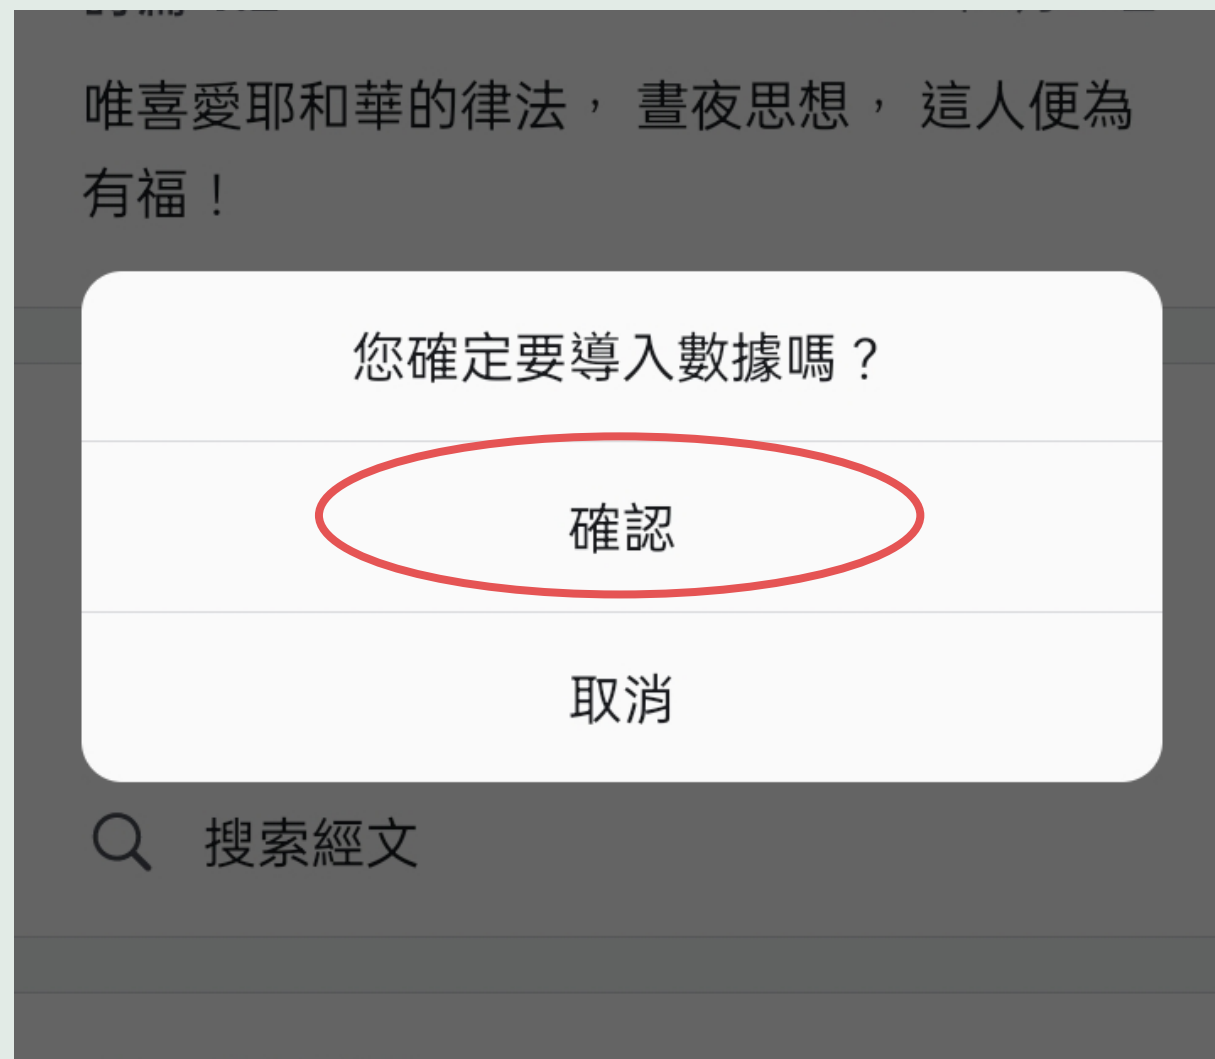 唯喜愛耶和華的律法， 晝夜思想， 這人便為
有福！
您確定要導入數據嗎？
確認
取消
搜索經文